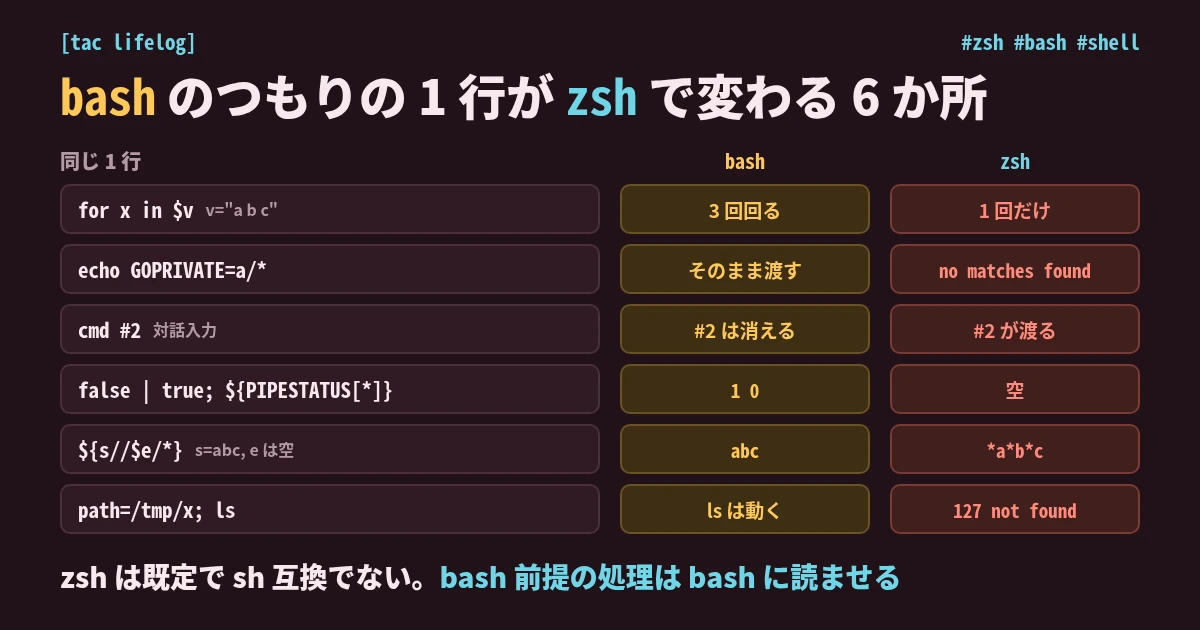 [tac lifelog] #zsh #bash #shell
bash のつもりの 1 行が zsh で変わる 6 か所
同じ 1 行 bash zsh
for x in $v v="a b c" 3 回回る 1 回だけ
echo GOPRIVATE=a/* そのまま渡す no matches found
cmd #2 対話入力 #2 は消える #2 が渡る
false | true; ${PIPESTATUS[*]} 1 0 空
${s//$e/*} s=abc, e は空 abc *a*b*c
path=/tmp/x; ls ls は動く 127 not found
zsh は既定で sh 互換でない。bash 前提の処理は bash に読ませる